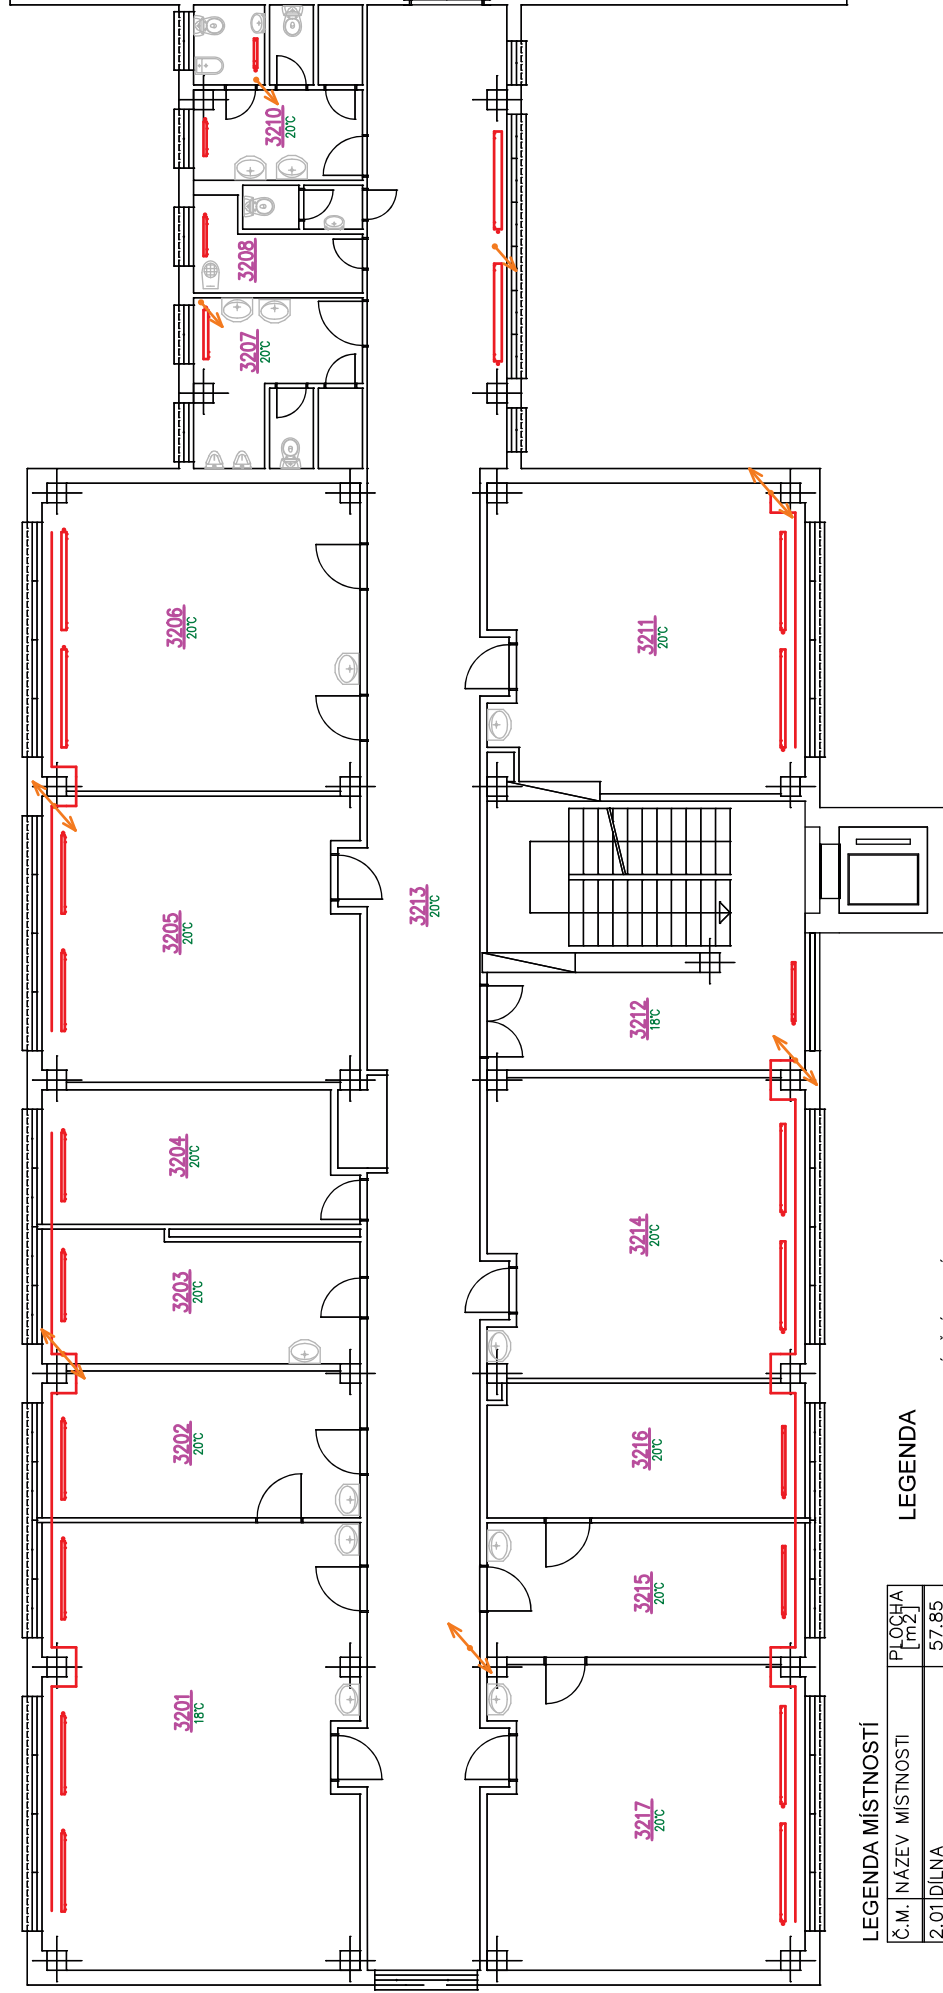 3210
20°C
3208
3207
20°C
3206
20°C
3211
20°C
3205
20°C
3213
20°C
3212
18°C
3204
20°C
3214
20°C
3203
20°C
3202
20°C
3216
20°C
3215
20°C
3201
18°C
3217
20°C
LEGENDA
LEGENDA MÍSTNOSTÍ
Č.M. NÁZEV MÍSTNOSTI PLOCHA
[m2]
2.01 DÍLNA 57.85